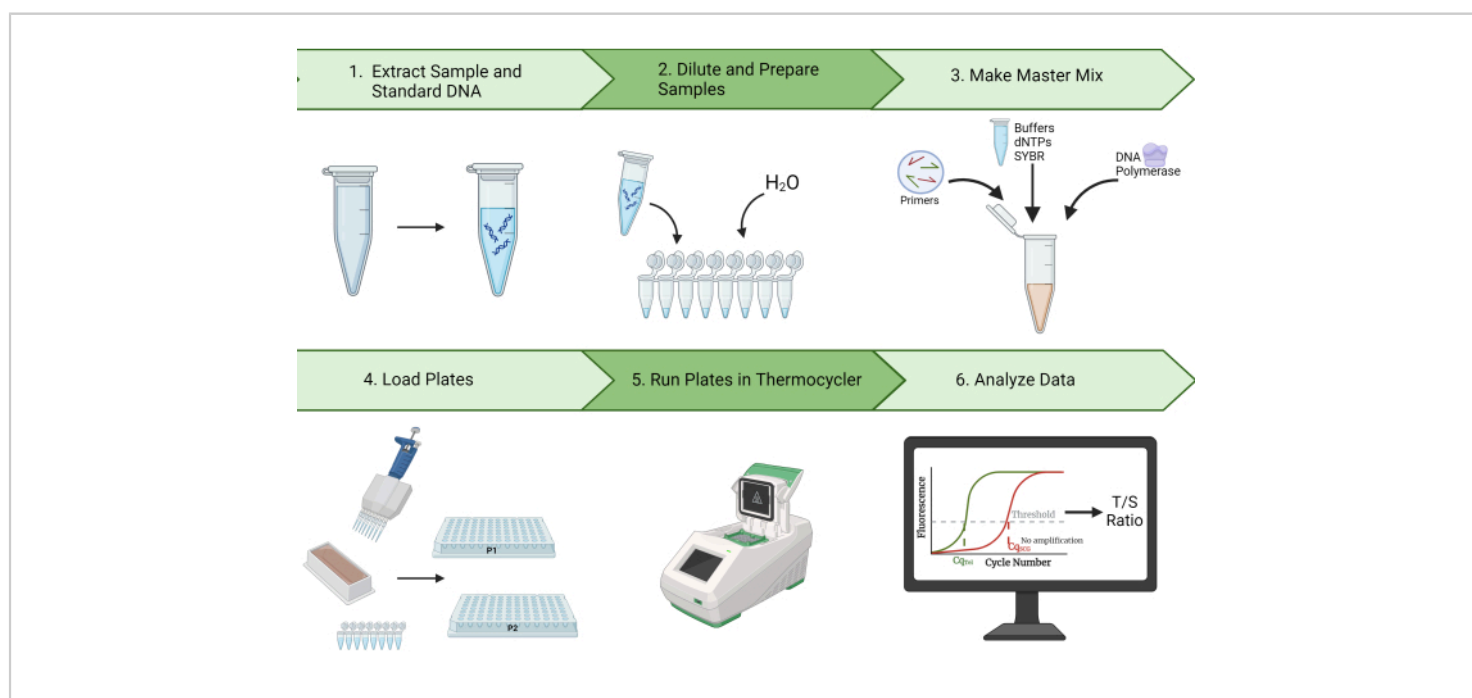 1. Extract Sample and
Standard DNA
2. Dilute and Prepare
Samples
3. Make Master Mix
H₂O
Buffers
dNTPs
SYBR
DNA
Polymerase
Primers
4. Load Plates
5. Run Plates in Thermocycler
6. Analyze Data
P1
P2
Fluorescence
Threshold
No amplification
CqTel
CqSCG
Cycle Number
T/S
Ratio